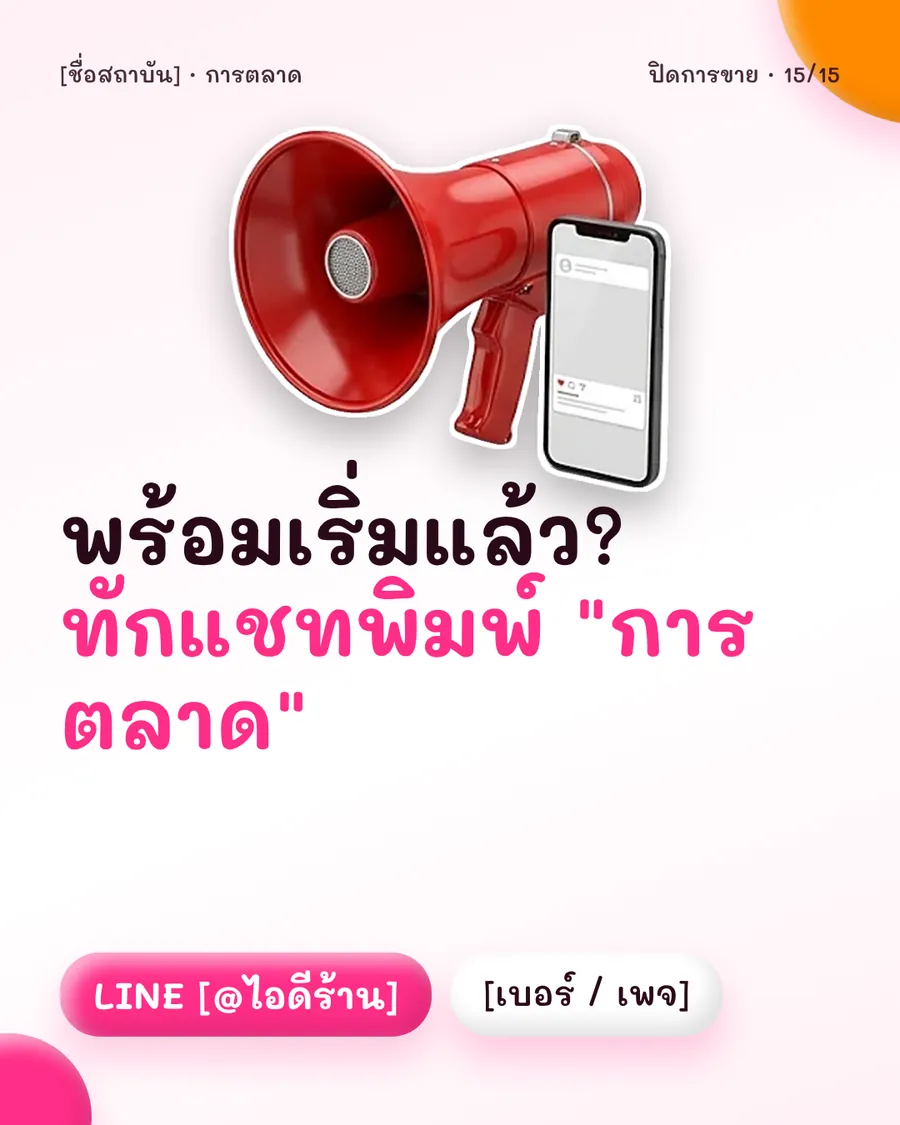 [ชื่อสถาบัน] · การตลาด
ปิดการขาย · 15/15
พร้อมเริ่มแล้ว?
ทักแชทพิมพ์ "การ
ตลาด"
LINE [@ไอดีร้าน]
[เบอร์ / เพจ]